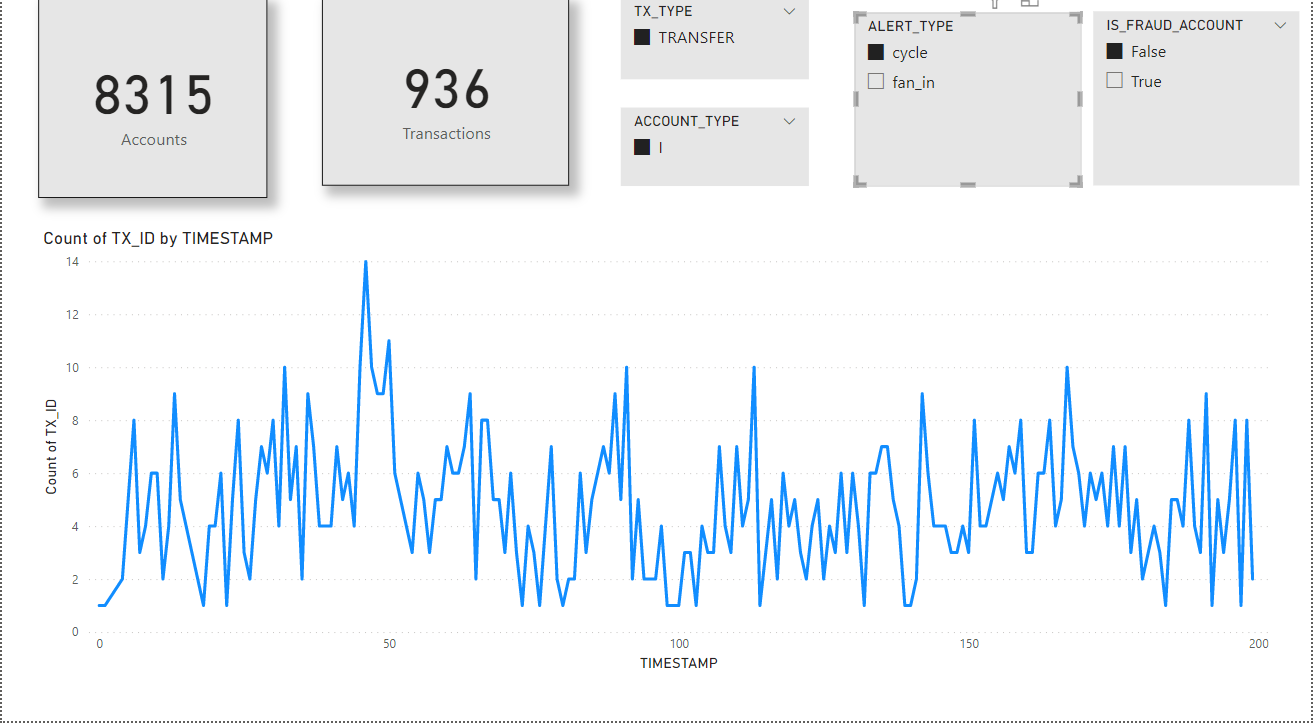 8315
Accounts
936
Transactions
TX_TYPE
TRANSFER
ACCOUNT_TYPE
I
ALERT_TYPE
cycle
fan_in
IS_FRAUD_ACCOUNT
False
True
Count of TX_ID by TIMESTAMP
Count of TX_ID
14
12
10
8
6
4
2
0
0
50
100
150
200
TIMESTAMP